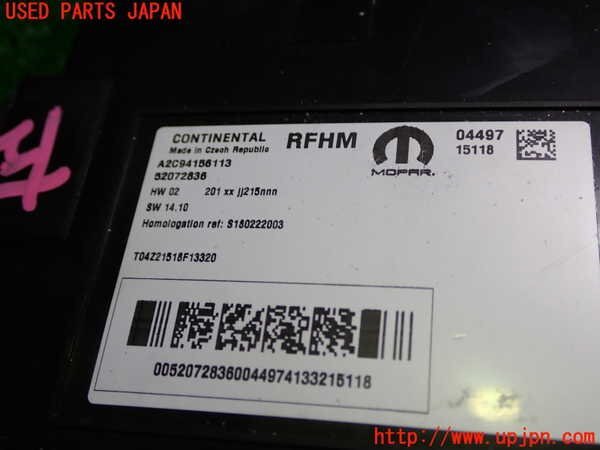 USED PARTS JAPAN
CONTINENTAL RFHM MOPAR. 04497
Made in Czech Republic 15118
A2C94156113
52072836
HW 02 201 xx jj215nnn
SW 14.10
Homologation ref: S180222003
T04Z21518F13320
00520728360044974133215118
http://www.upjpn.com/